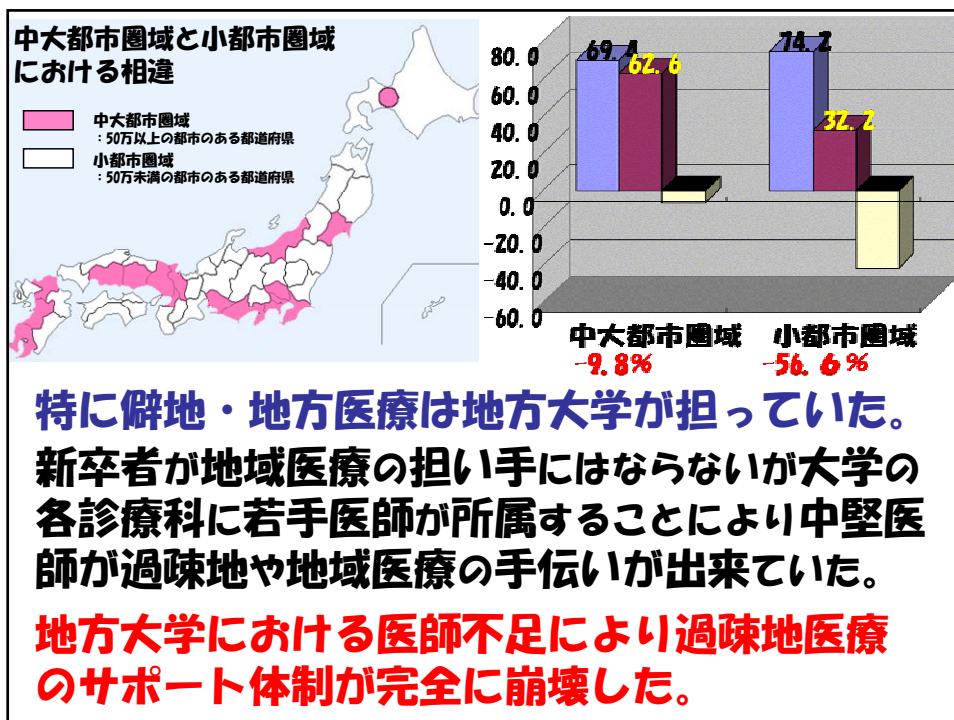 中大都市圏域と小都市圏域
における相違
中大都市圏域
：50万以上の都市のある都道府県
小都市圏域
：50万未満の都市のある都道府県
80.0
60.0
40.0
20.0
0.0
-20.0
-40.0
-60.0
69.4
62.6
74.2
32.2
中大都市圏域
-9.8%
小都市圏域
-56.6%
特に僻地・地方医療は地方大学が担っていた。
新卒者が地域医療の担い手にはならないが大学の
各診療科に若手医師が所属することにより中堅医
師が過疎地や地域医療の手伝いが出来ていた。
地方大学における医師不足により過疎地医療
のサポート体制が完全に崩壊した。